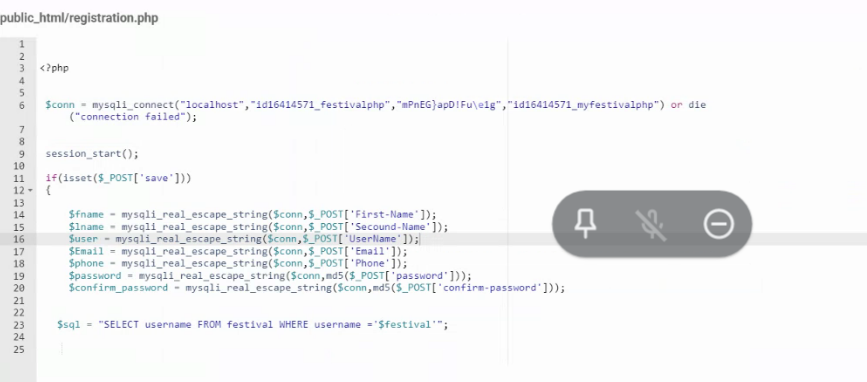 public_html/registration.php
1
2
3 <?php
4
5
6 $conn = mysqli_connect("localhost","id16414571_festivalphp","mPnEG}apD!Fu\e1g","id16414571_myfestivalphp") or die
("connection failed");
7
8
9 session_start();
10
11 if(isset($_POST['save']))
12 {
13
14 $fname = mysqli_real_escape_string($conn,$_POST['First-Name']);
15 $lname = mysqli_real_escape_string($conn,$_POST['Secound-Name']);
16 $user = mysqli_real_escape_string($conn,$_POST['UserName']);
17 $Email = mysqli_real_escape_string($conn,$_POST['Email']);
18 $phone = mysqli_real_escape_string($conn,$_POST['Phone']);
19 $password = mysqli_real_escape_string($conn,md5($_POST['password']));
20 $confirm_password = mysqli_real_escape_string($conn,md5($_POST['confirm-password']));
21
22
23 $sql = "SELECT username FROM festival WHERE username ='$festival'";
24
25